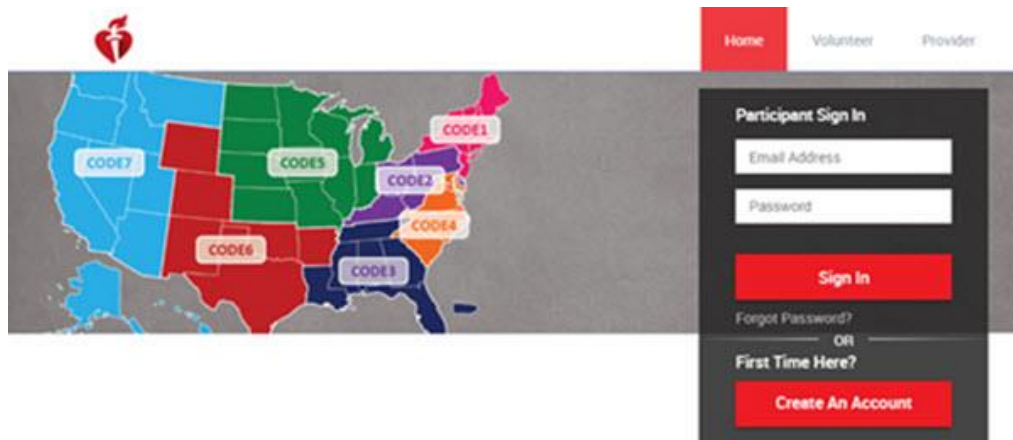 Home Volunteer Provider
CODE1
CODE7
CODE5
CODE2
CODE4
CODE6
CODE3
Participant Sign In
Email Address
Password
Sign In
Forgot Password?
OR
First Time Here?
Create An Account